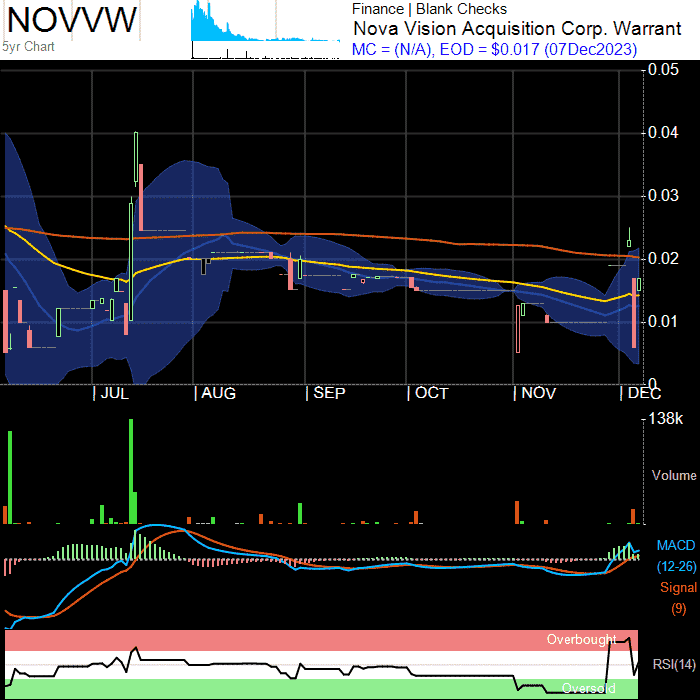 NOVVW
5yr Chart
Finance | Blank Checks
Nova Vision Acquisition Corp. Warrant
MC = (N/A), EOD = $0.017 (07Dec2023)
0.05
0.04
0.03
0.02
0.01
0
JUL AUG SEP OCT NOV DEC
138k
Volume
MACD
(12-26)
Signal
(9)
Overbought
RSI(14)
Oversold